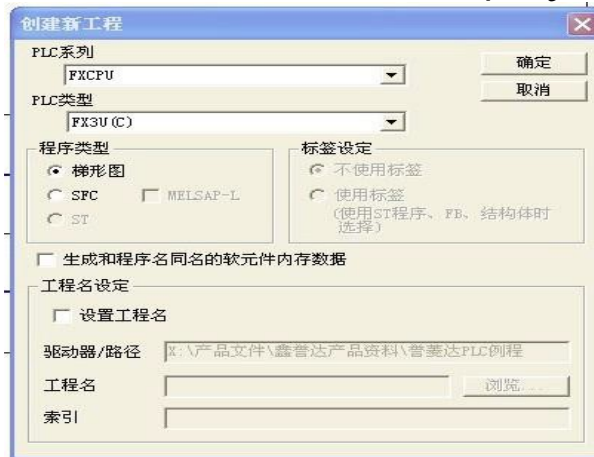 创建新工程
PLC系列
确定
FXCPU
取消
PLC类型
FX3U(C)
程序类型
标签设定
梯形图
不使用标签
SFC
MELSAP-L
使用标签
ST
(使用ST程序、FB、结构体时
选择)
生成和程序名同名的软元件内存数据
工程名设定
设置工程名
驱动器/路径
X:\产品文件\鑫誉达产品资料\誉菱达PLC例程
工程名
浏览...
索引